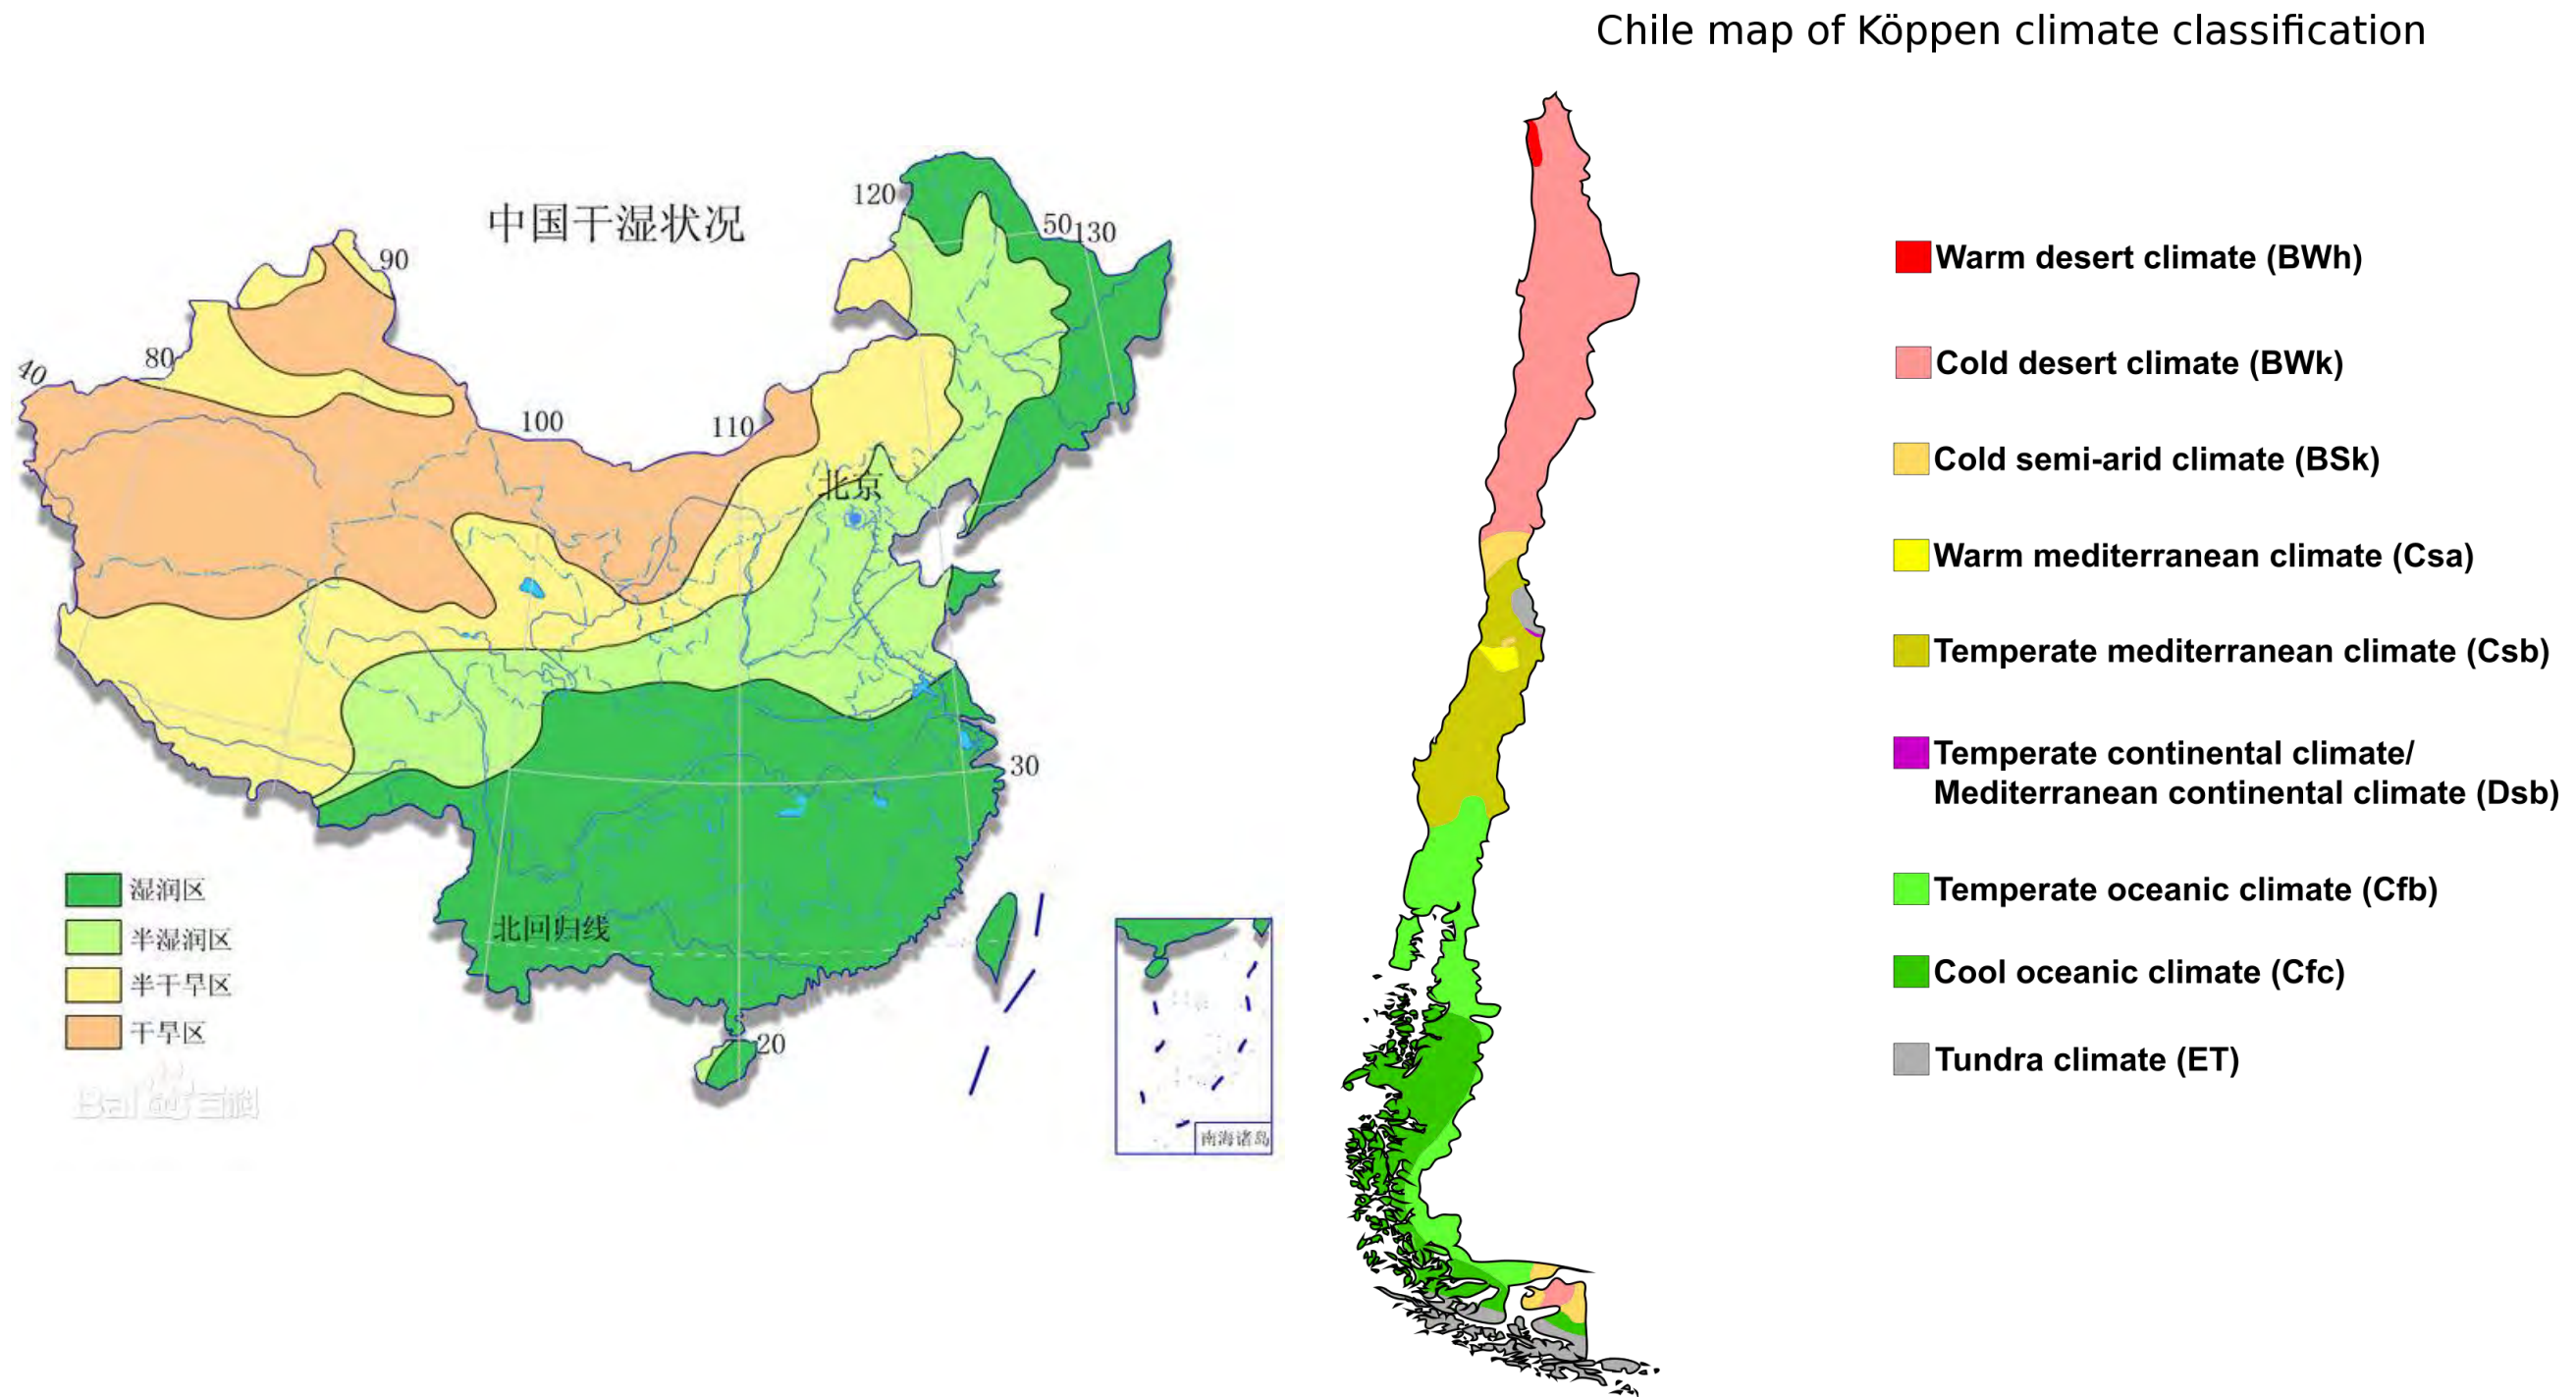 Chile map of Köppen climate classification
中国干湿状况
120
50
130
90
80
40
100
110
北京
30
北回归线
20
湿润区
半湿润区
半干旱区
干旱区
Bai 百科
南海诸岛
Warm desert climate (BWh)
Cold desert climate (BWk)
Cold semi-arid climate (BSk)
Warm mediterranean climate (Csa)
Temperate mediterranean climate (Csb)
Temperate continental climate/
Mediterranean continental climate (Dsb)
Temperate oceanic climate (Cfb)
Cool oceanic climate (Cfc)
Tundra climate (ET)